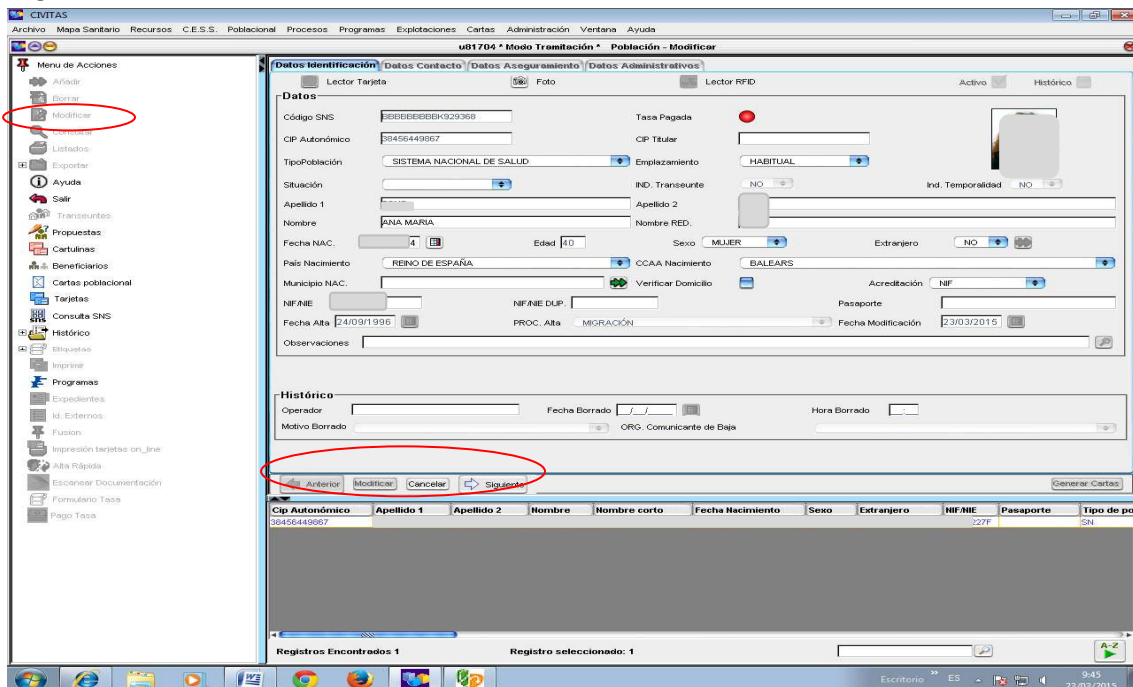 CIVITAS
Archivo Mapa Sanitario Recursos C.E.S.S. Poblacional Procesos Programas Explotaciones Cartas Administración Ventana Ayuda
u81704 * Modo Tramitación * Población - Modificar
Menu de Acciones
Añadir
Borrar
Modificar
Consultar
Listados
Exportar
Ayuda
Salir
Transeuntes
Propuestas
Cartulinas
Beneficiarios
Cartas poblacional
Tarjetas
Consulta SNS
Histórico
Etiquetas
Imprimir
Programas
Expedientes
Id. Externos
Fusion
Impresión tarjetas on_line
Alta Rápida
Escanear Documentación
Formulario Tasa
Pago Tasa
Datos Identificación Datos Contacto Datos Aseguramiento Datos Administrativos
Lector Tarjeta Foto Lector RFID Activo Histórico
Datos
Código SNS BBBBBBBBBK929368 Tasa Pagada
CIP Autonómico 38456449867 CIP Titular
TipoPoblación SISTEMA NACIONAL DE SALUD Emplazamiento HABITUAL
Situación IND. Transeunte NO Ind. Temporalidad NO
Apellido 1 Apellido 2
Nombre ANA MARIA Nombre RED.
Fecha NAC. 4 Edad 40 Sexo MUJER Extranjero NO
País Nacimiento REINO DE ESPAÑA CCAA Nacimiento BALEARS
Municipio NAC. Verificar Domicilio Acreditación NIF
NIF/NIE NIF/NIE DUP. Pasaporte
Fecha Alta 24/09/1996 PROC. Alta MIGRACIÓN Fecha Modificación 23/03/2015
Observaciones
Histórico
Operador Fecha Borrado _/_/_ Hora Borrado _:_
Motivo Borrado ORG. Comunicante de Baja
Anterior Modificar Cancelar Siguiente Generar Cartas
Cip Autonómico Apellido 1 Apellido 2 Nombre Nombre corto Fecha Nacimiento Sexo Extranjero NIF/NIE Pasaporte Tipo de po
38456449867 227F SN
Registros Encontrados 1 Registro seleccionado: 1 A-Z
Escritorio ES 9:45
23/03/2015